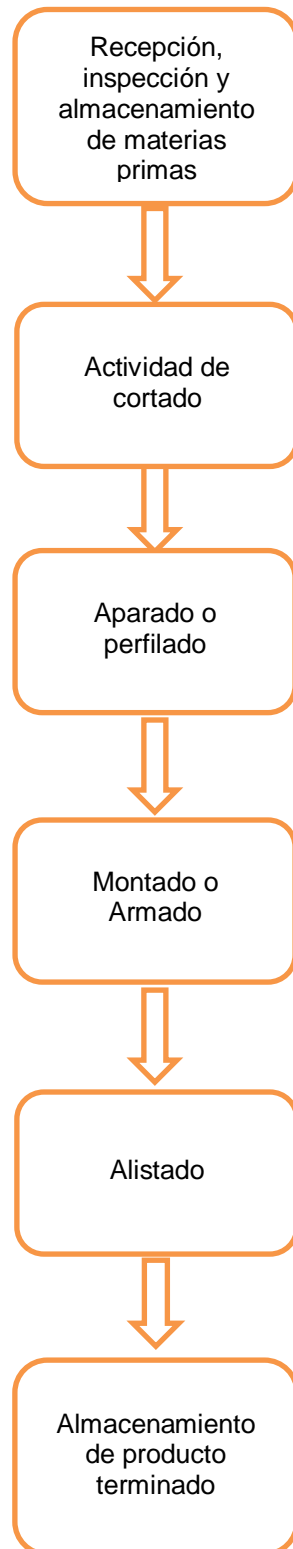 Recepción,
inspección y
almacenamiento
de materias
primas
Actividad de
cortado
Aparado o
perfilado
Montado o
Armado
Alistado
Almacenamiento
de producto
terminado